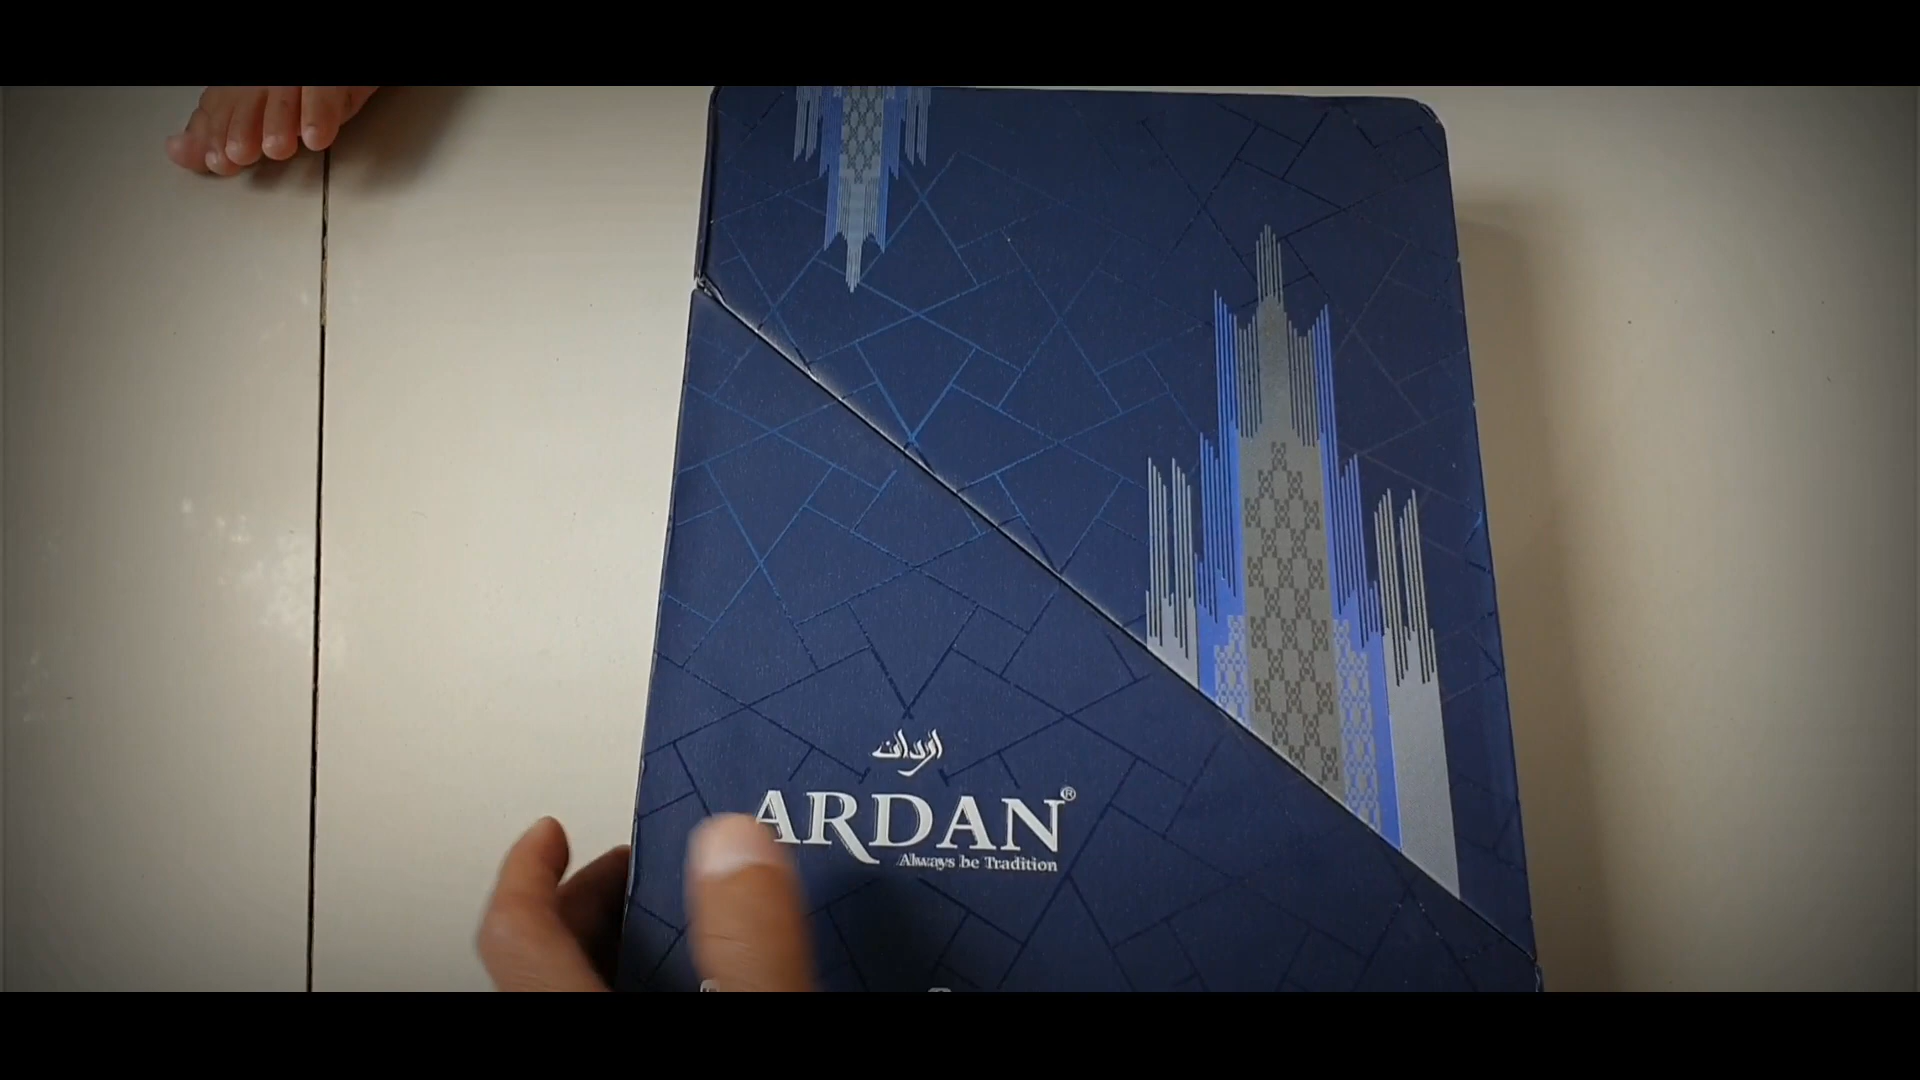 اردان
ARDAN®
Always be Tradition